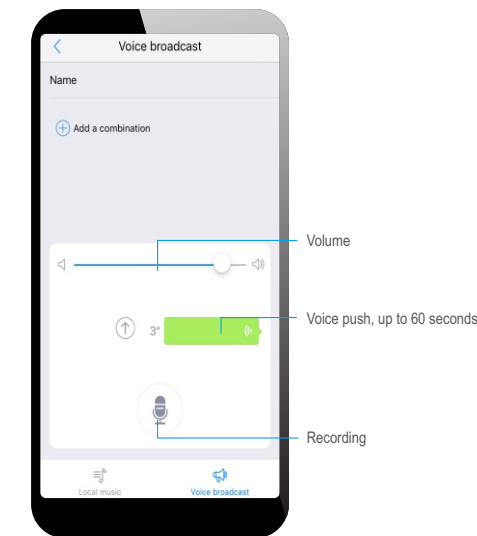 Voice broadcast
Name
Add a combination
Volume
3"
Voice push, up to 60 seconds
Recording
Local music
Voice broadcast